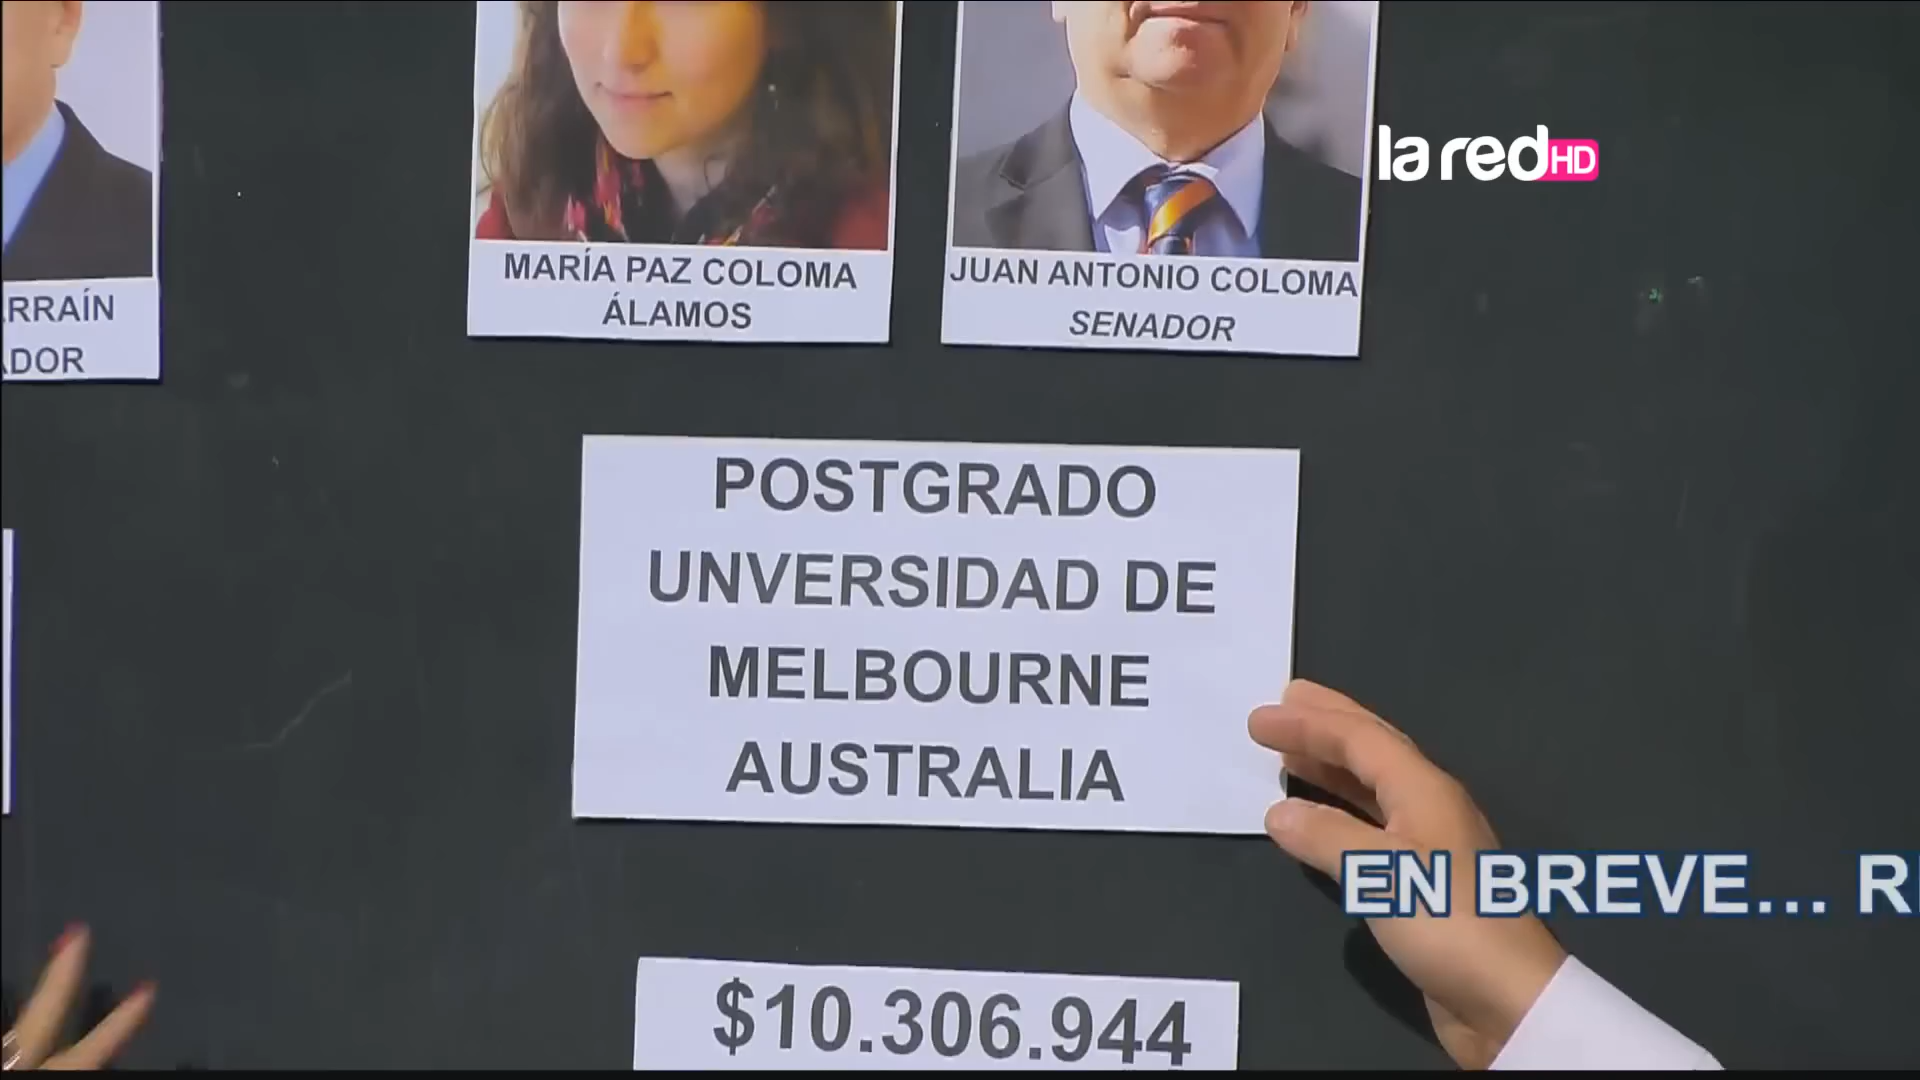 la red HD
RRAÍN
DOR
MARÍA PAZ COLOMA
ÁLAMOS
JUAN ANTONIO COLOMA
SENADOR
POSTGRADO
UNVERSIDAD DE
MELBOURNE
AUSTRALIA
EN BREVE...
$10.306.944